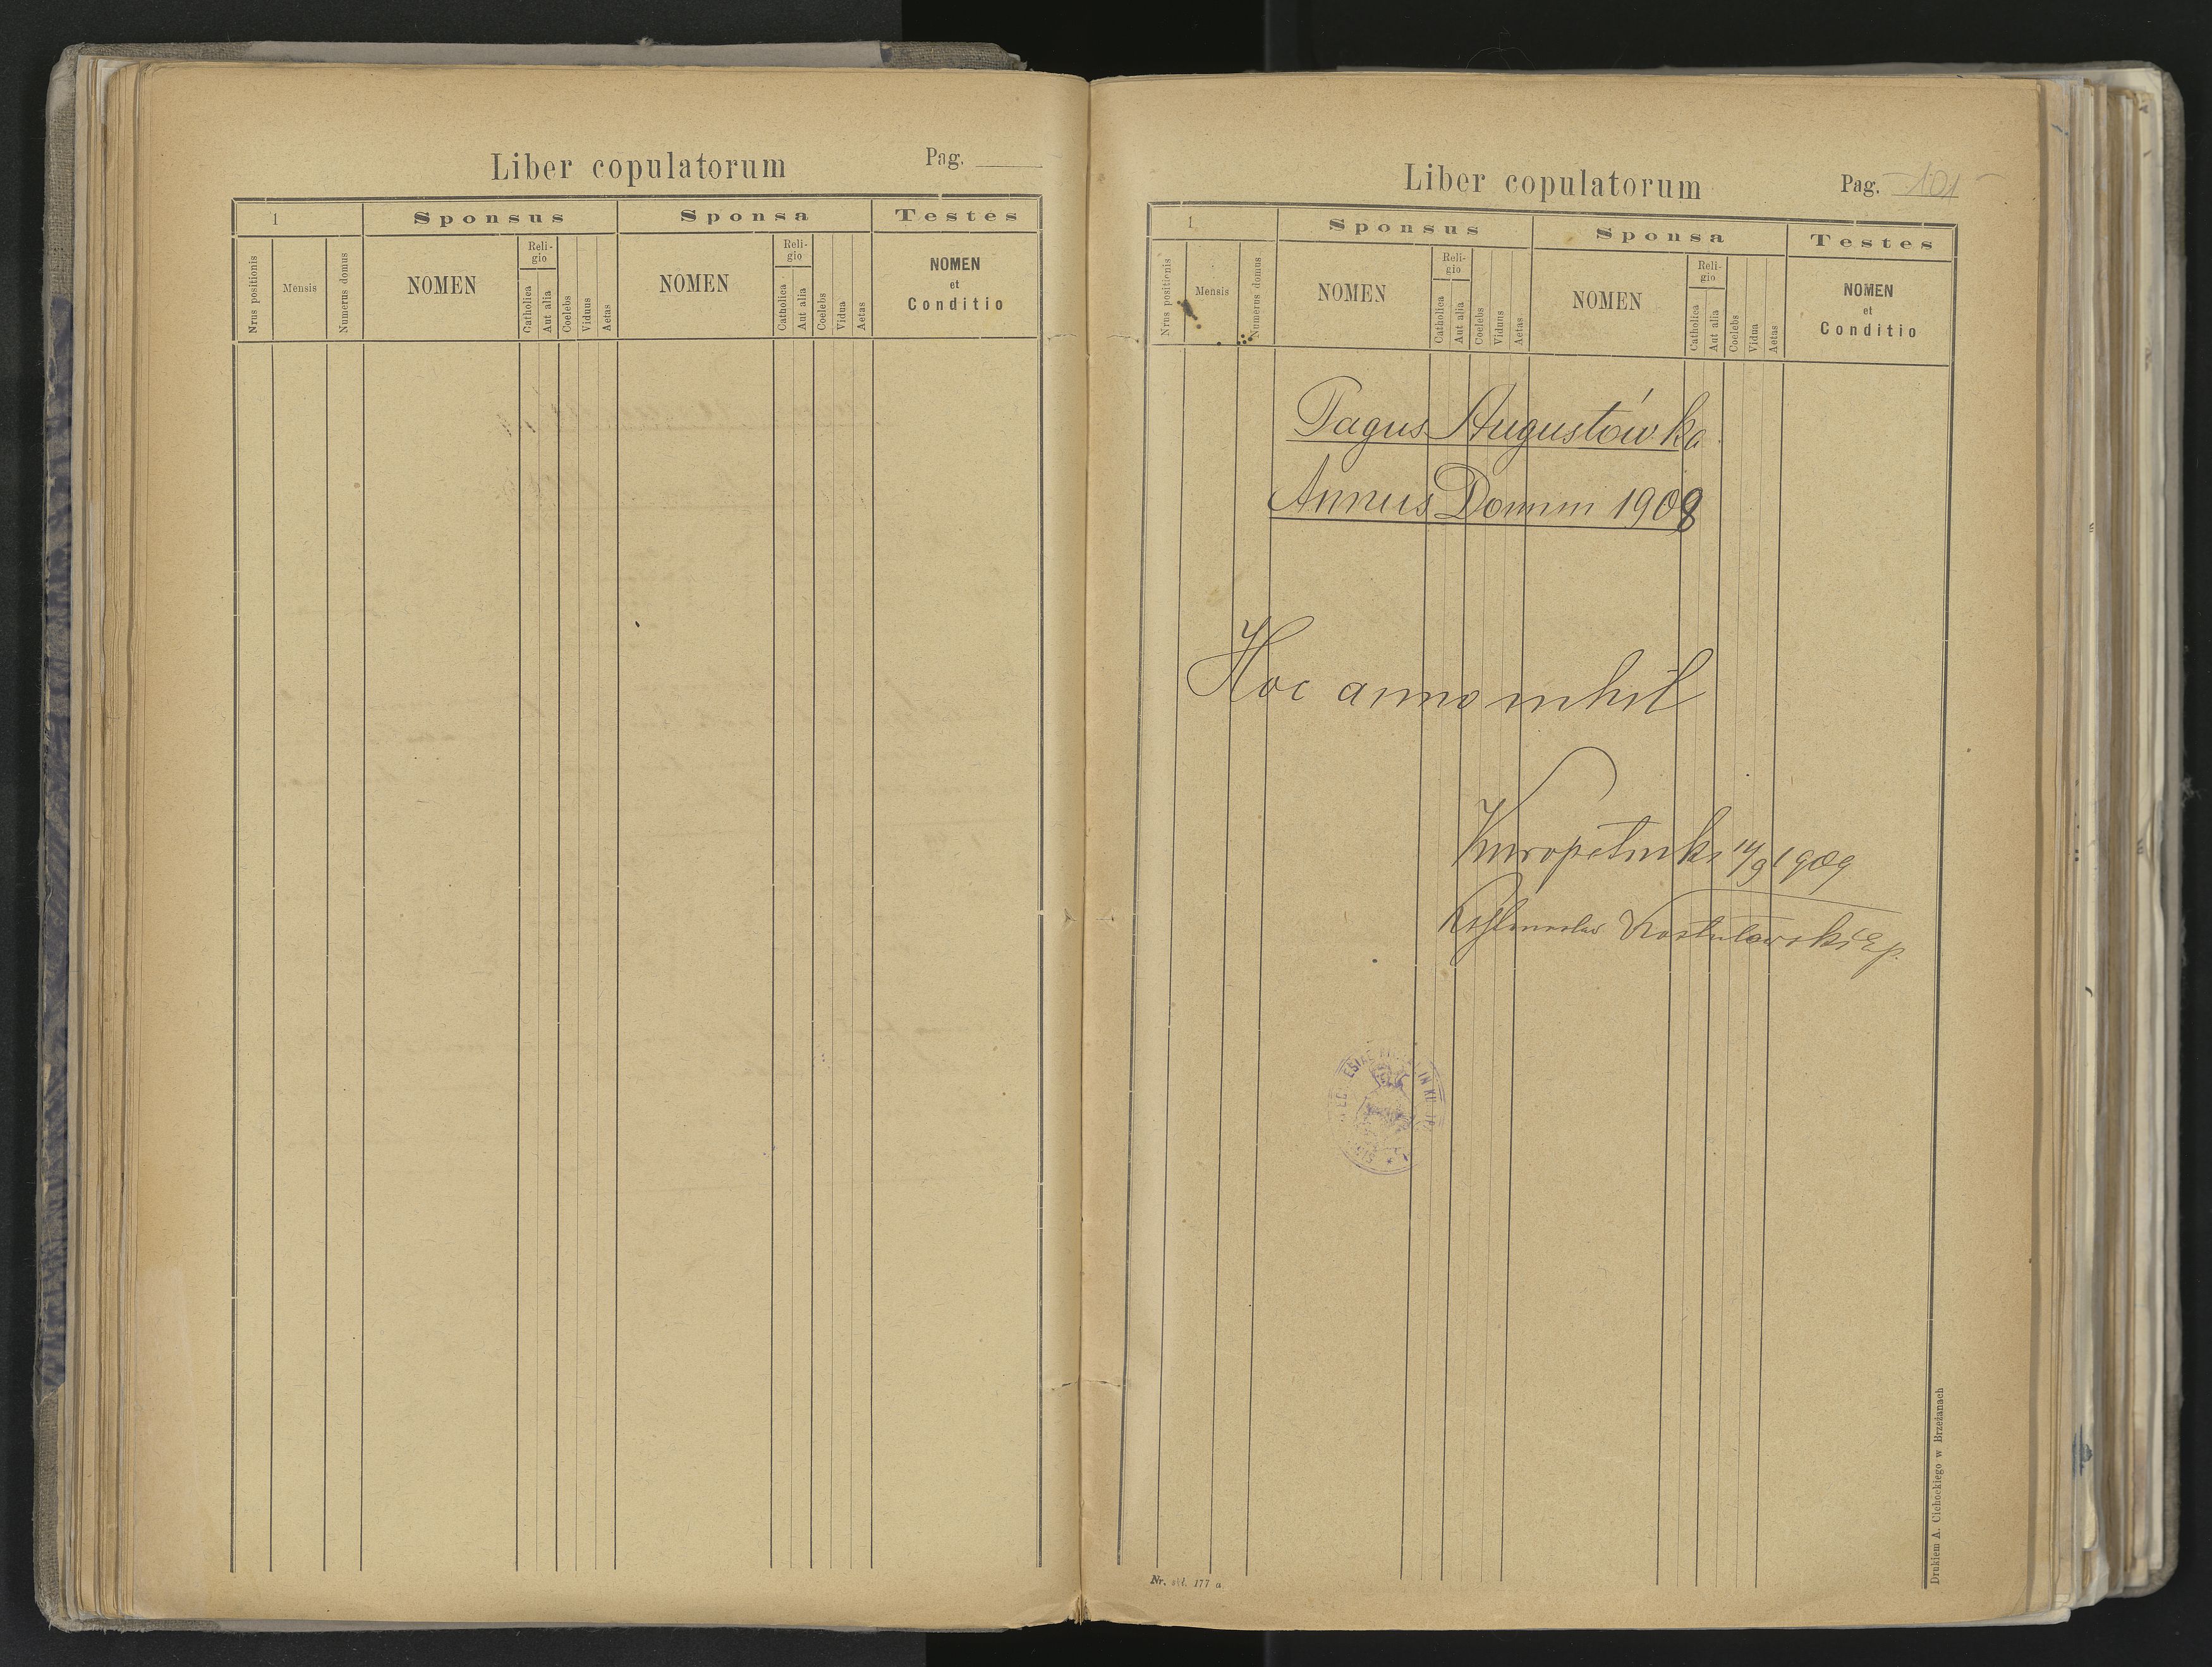 Liber copulatorum
Pag.
1
Sponsus
Sponsa
Testes
Nrus positionis
Mensis
Numerus domus
NOMEN
Reli-
gio
Catholica
Aut alia
Coelebs
Viduus
Aetas
NOMEN
Reli-
gio
Catholica
Aut alia
Coelebs
Vidua
Aetas
NOMEN
et
Conditio
Liber copulatorum
Pag. 101
1
Sponsus
Sponsa
Testes
Nrus positionis
Mensis
Numerus domus
NOMEN
Reli-
gio
Catholica
Aut alia
Coelebs
Viduus
Aetas
NOMEN
Reli-
gio
Catholica
Aut alia
Coelebs
Vidua
Aetas
NOMEN
et
Conditio
Pagus Augustówka
Annus Domini 1908
Hoc anno nihil
1909
Nr. 177 a.
Drukiem A. Cichockiego w Brzeżanach